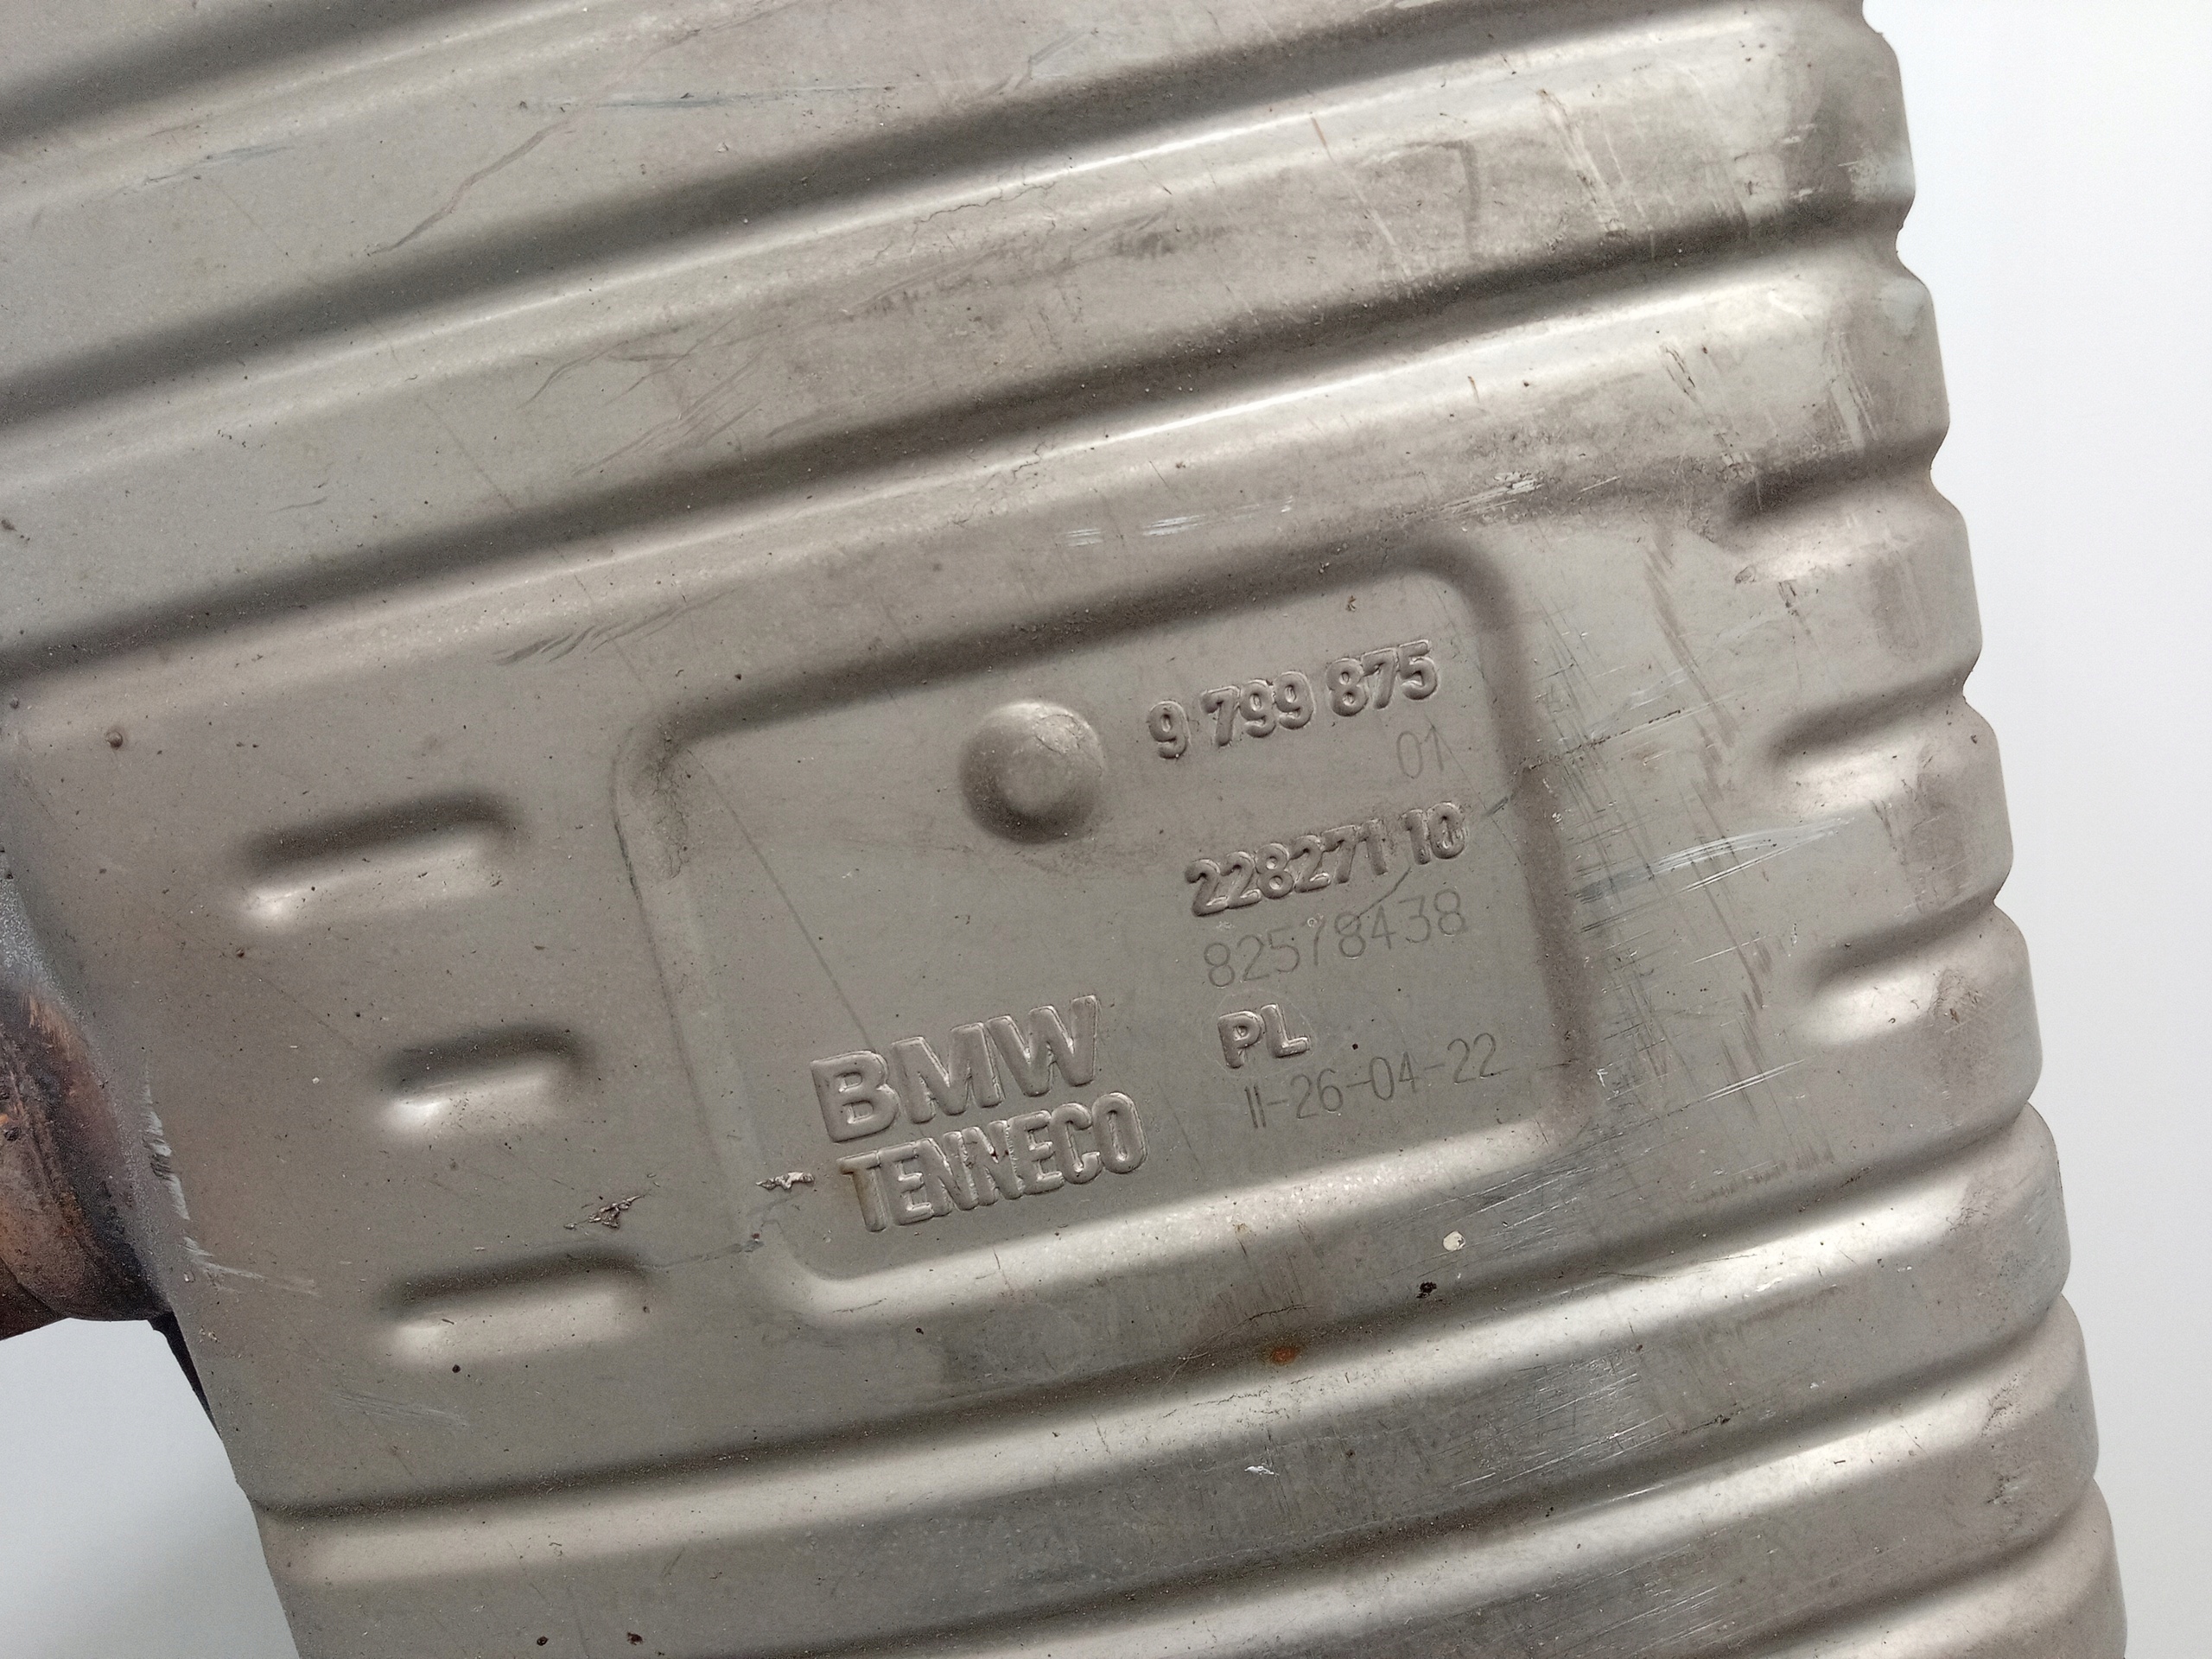 9 799 875
01
228271 10
82578438
PL
II-26-04-22
BMW
TENNECO